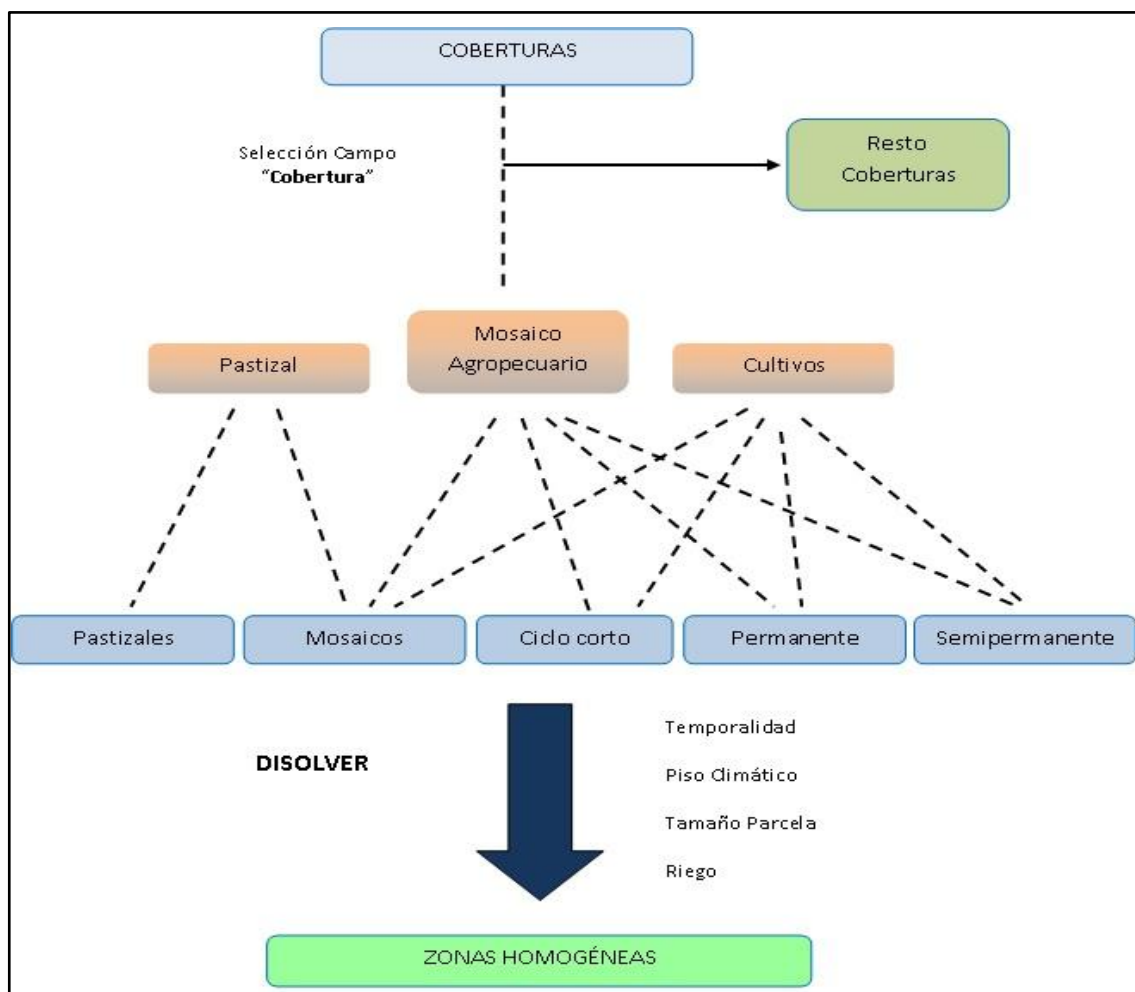 COBERTURAS
Selección Campo
“Cobertura”
Resto
Coberturas
Pastizal
Mosaico
Agropecuario
Cultivos
Pastizales
Mosaicos
Ciclo corto
Permanente
Semipermanente
DISOLVER
Temporalidad
Piso Climático
Tamaño Parcela
Riego
ZONAS HOMOGÉNEAS